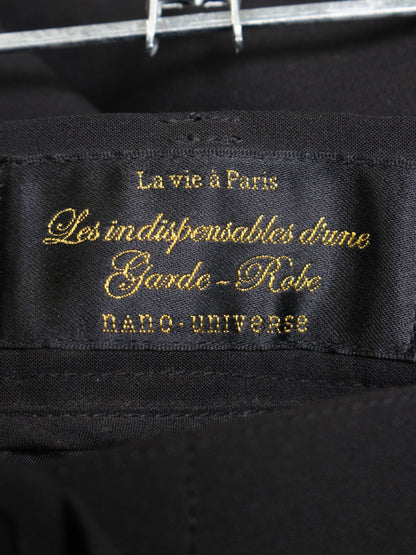 La vie à Paris
Les indispensables d'une
Garde-Robe
nano·universe